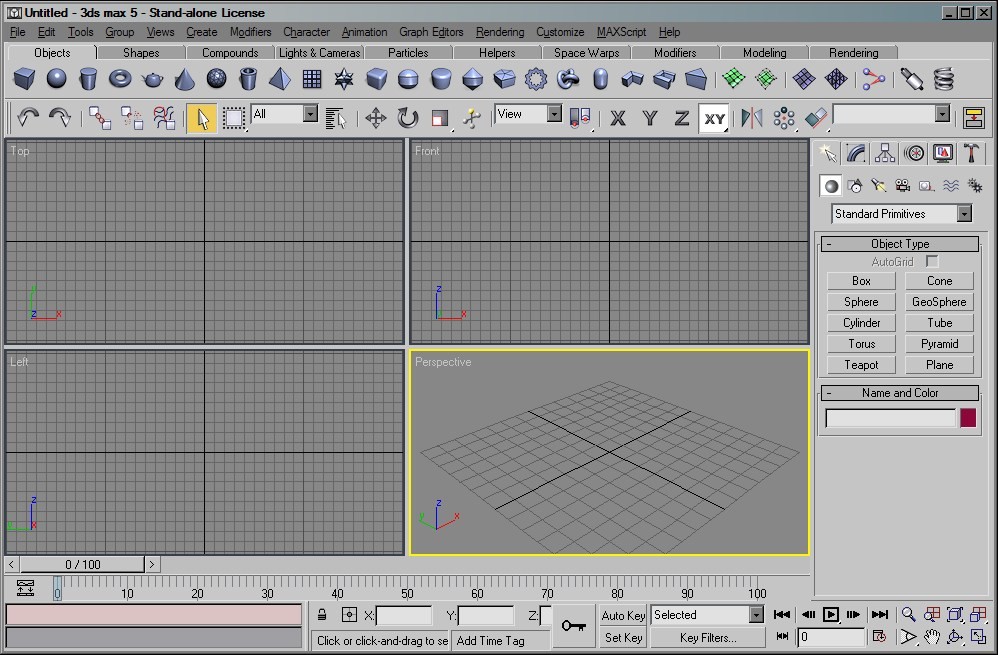 Untitled - 3ds max 5 - Stand-alone License
File Edit Tools Group Views Create Modifiers Character Animation Graph Editors Rendering Customize MAXScript Help
Objects Shapes Compounds Lights & Cameras Particles Helpers Space Warps Modifiers Modeling Rendering
All View X Y Z XY
Top
Front
Standard Primitives
- Object Type
AutoGrid
Box Cone
Sphere GeoSphere
Cylinder Tube
Torus Pyramid
Teapot Plane
- Name and Color
z y x
z x
Left
Perspective
z y x
z y x
< 0 / 100 >
0 10 20 30 40 50 60 70 80 90 100
X: Y: Z: Auto Key Selected
Click or click-and-drag to se Add Time Tag Set Key Key Filters... 0